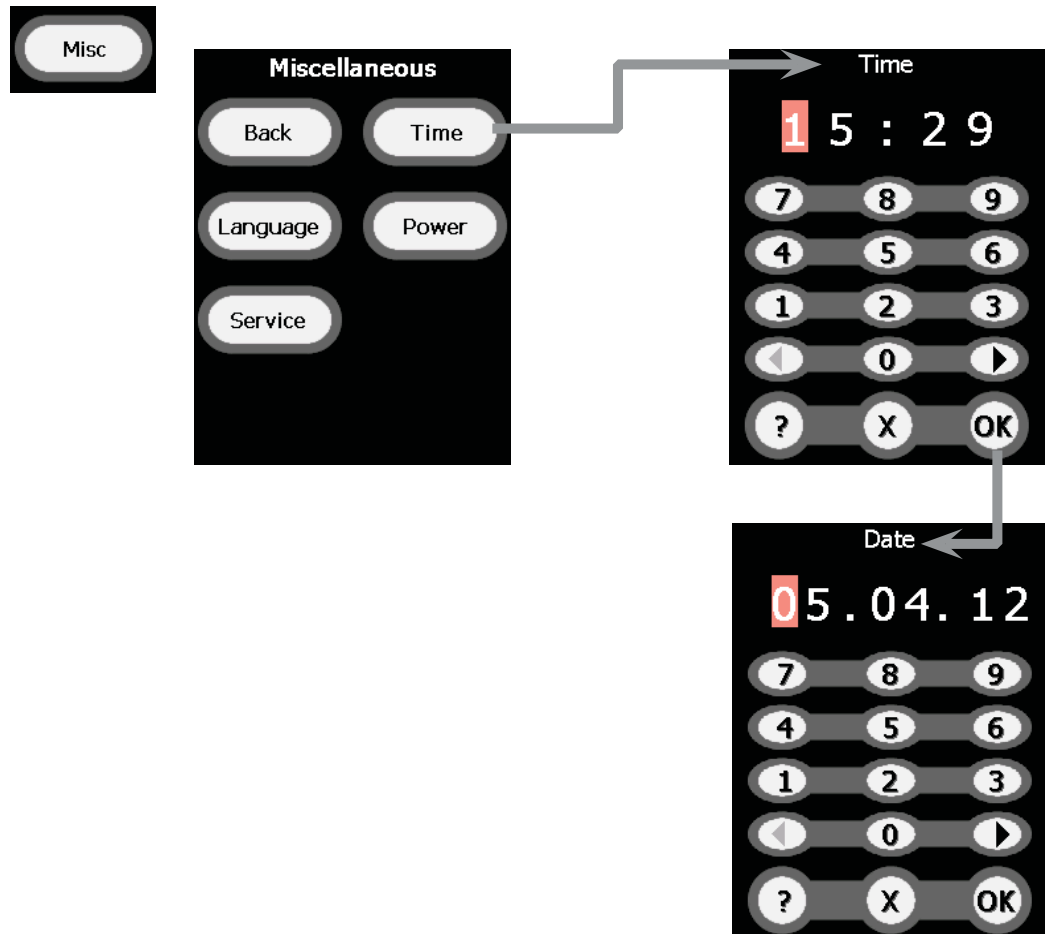 Misc
Miscellaneous
Back Time
Language Power
Service
Time
15:29
7 8 9
4 5 6
1 2 3
0
? X OK
Date
05.04.12
7 8 9
4 5 6
1 2 3
0
? X OK